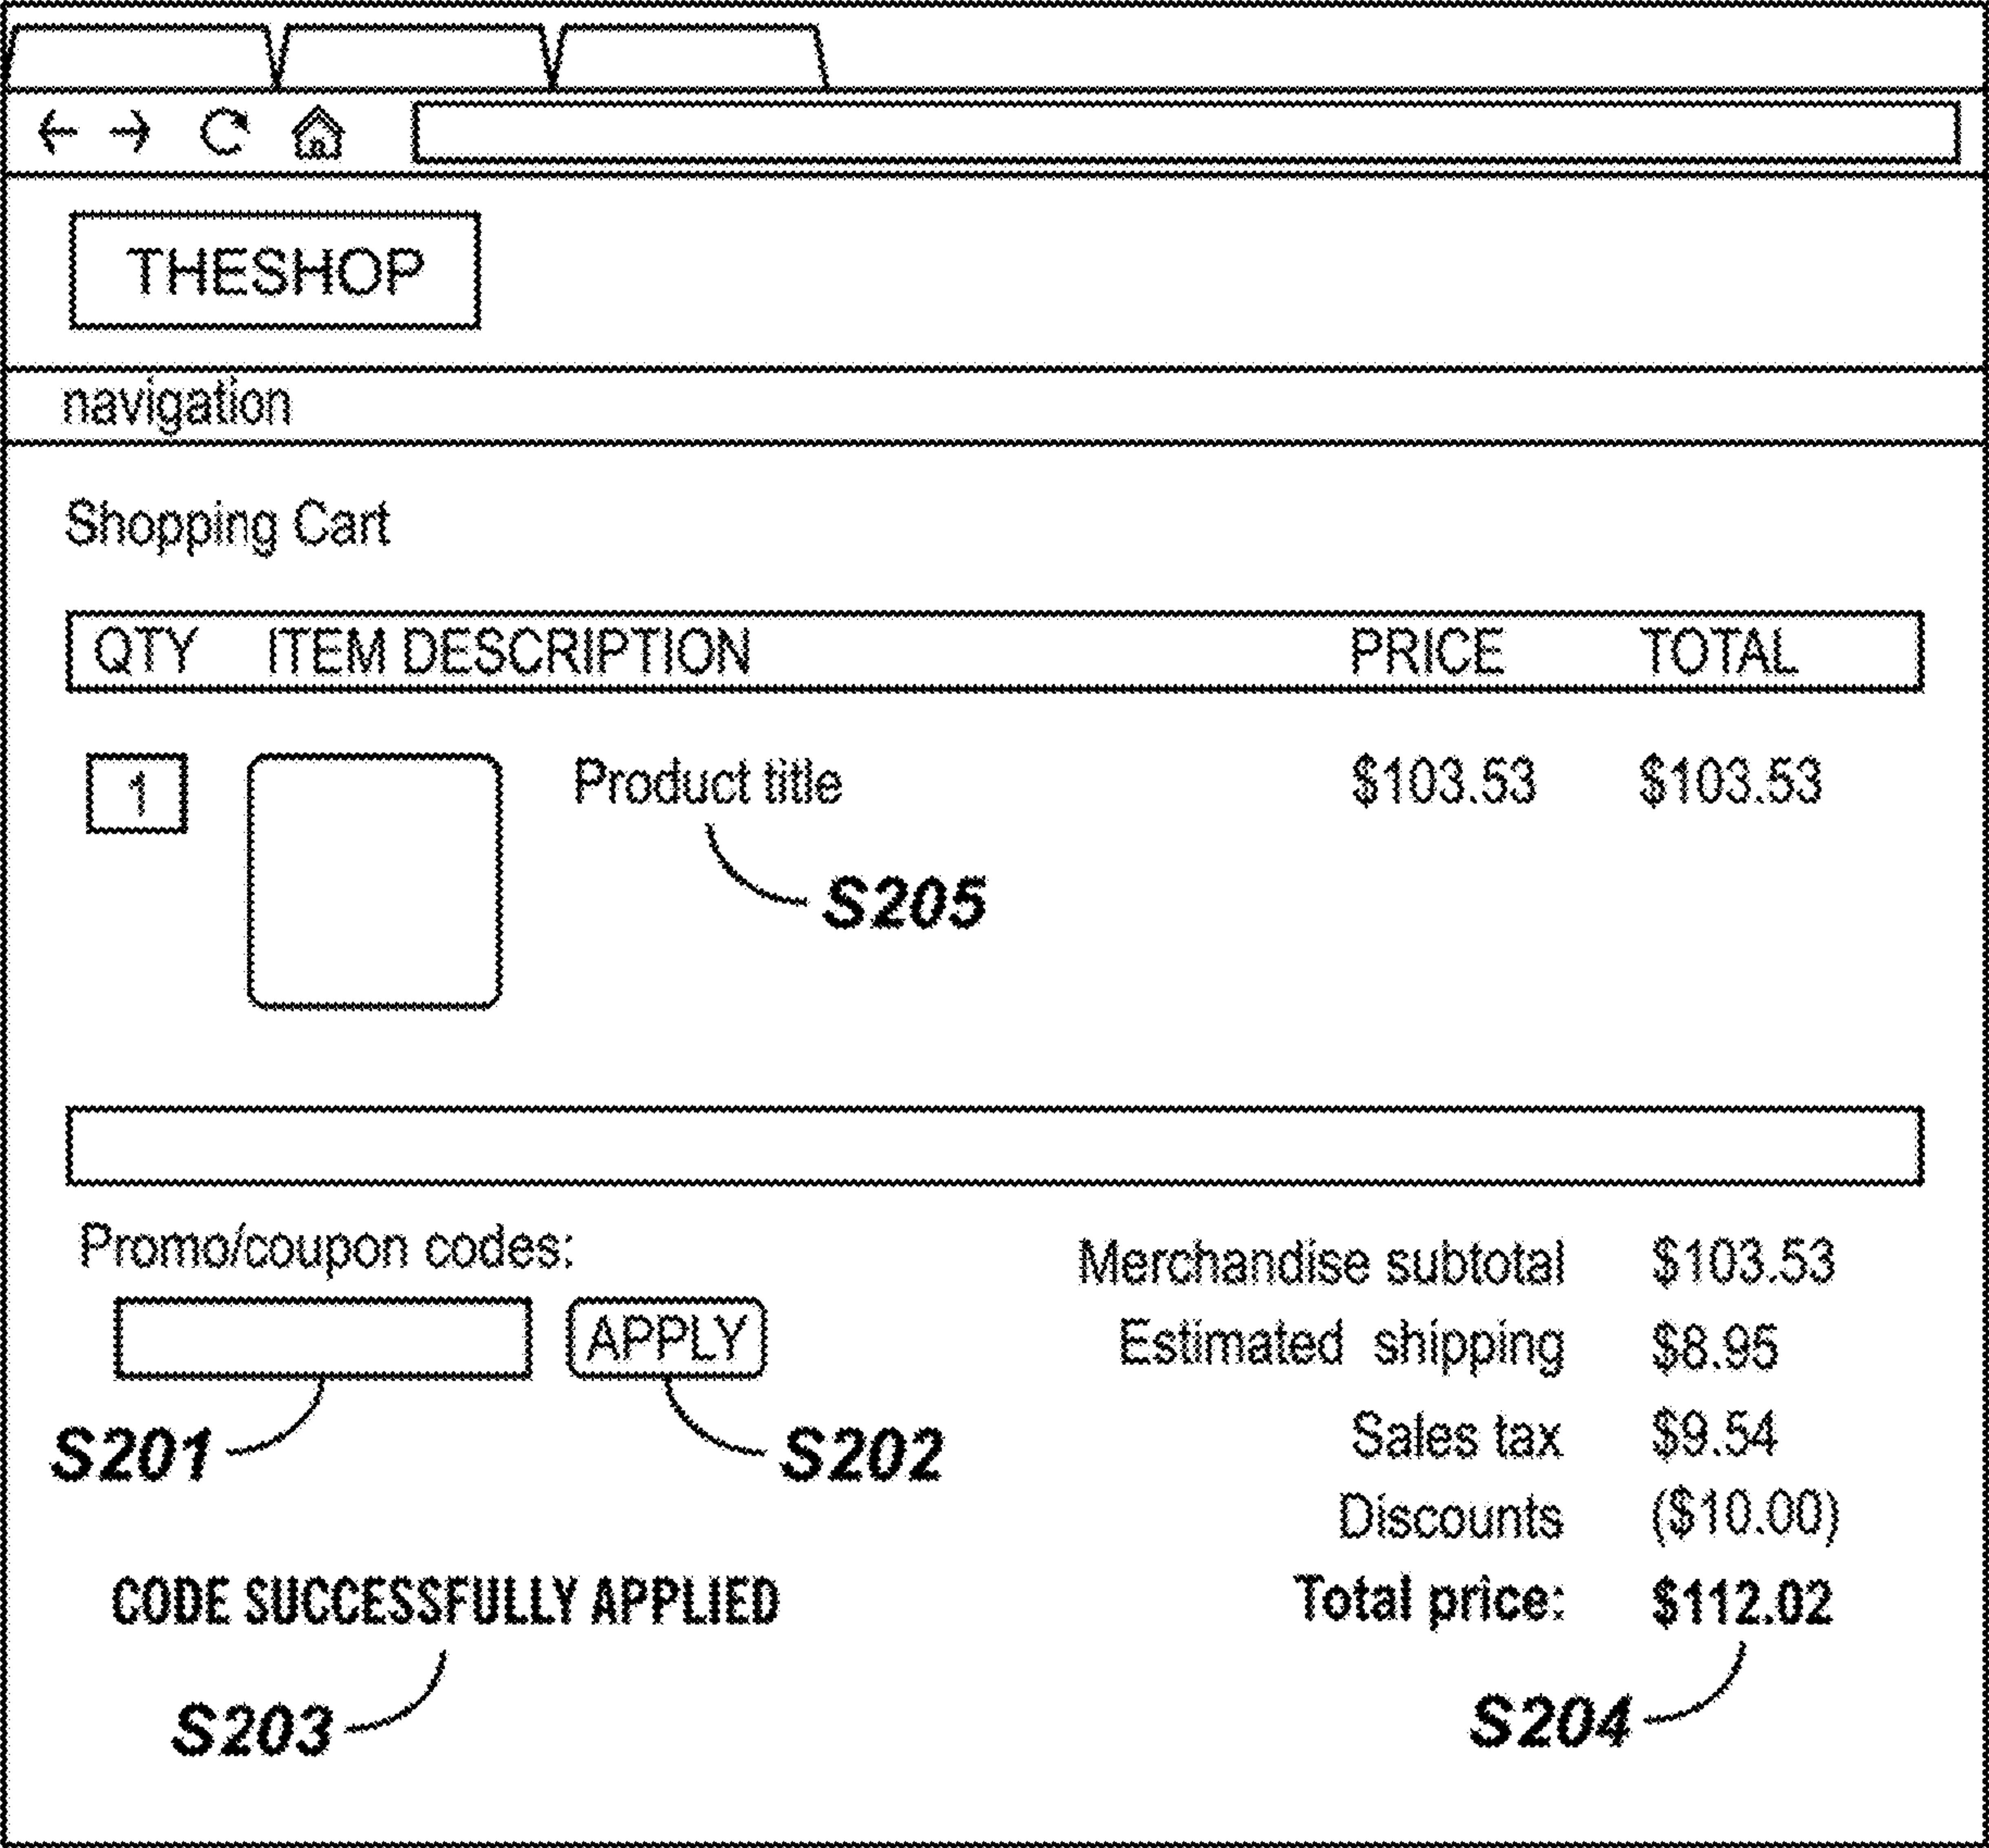 THESHOP
navigation
Shopping Cart
QTY ITEM DESCRIPTION PRICE TOTAL
1 Product title $103.53 $103.53
S205
Promo/coupon codes:
APPLY
S201 S202
CODE SUCCESSFULLY APPLIED
S203
Merchandise subtotal $103.53
Estimated shipping $8.95
Sales tax $9.54
Discounts ($10.00)
Total price: $112.02
S204